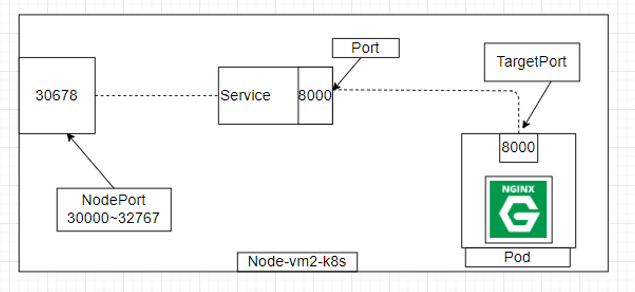 Port
TargetPort
30678
Service
8000
8000
NGINX
NodePort
30000~32767
Pod
Node-vm2-k8s